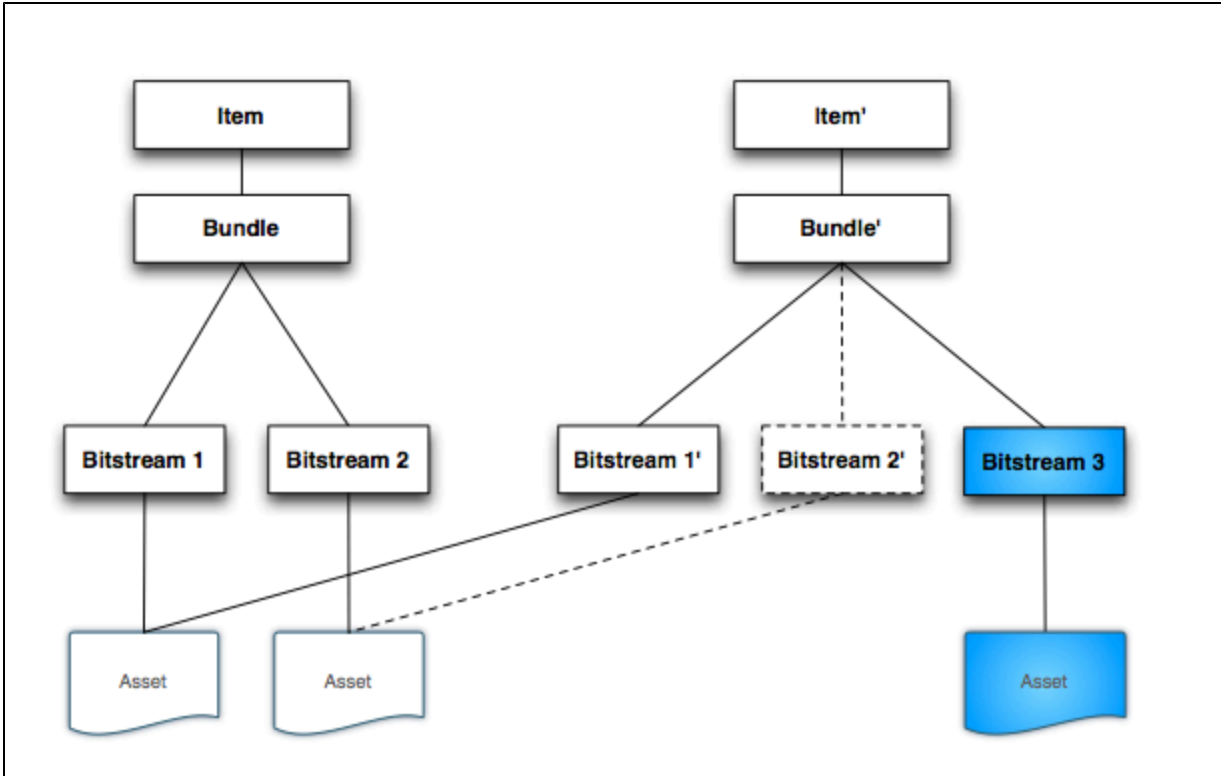 Item
Item'
Bundle
Bundle'
Bitstream 1
Bitstream 2
Bitstream 1'
Bitstream 2'
Bitstream 3
Asset
Asset
Asset